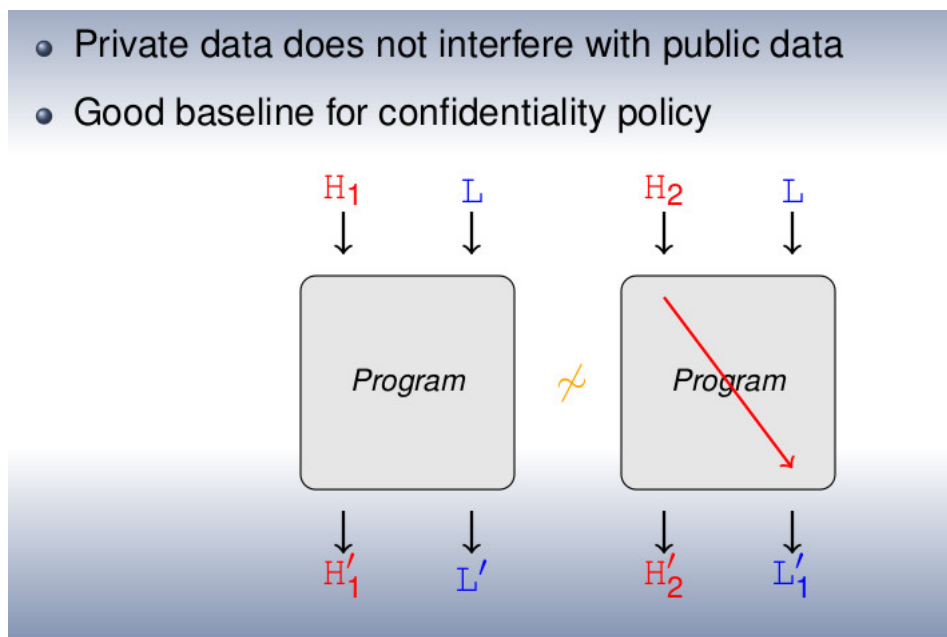 Private data does not interfere with public data
Good baseline for confidentiality policy
H₁ L H₂ L
Program ≁ Program
H′₁ L′ H′₂ L′₁